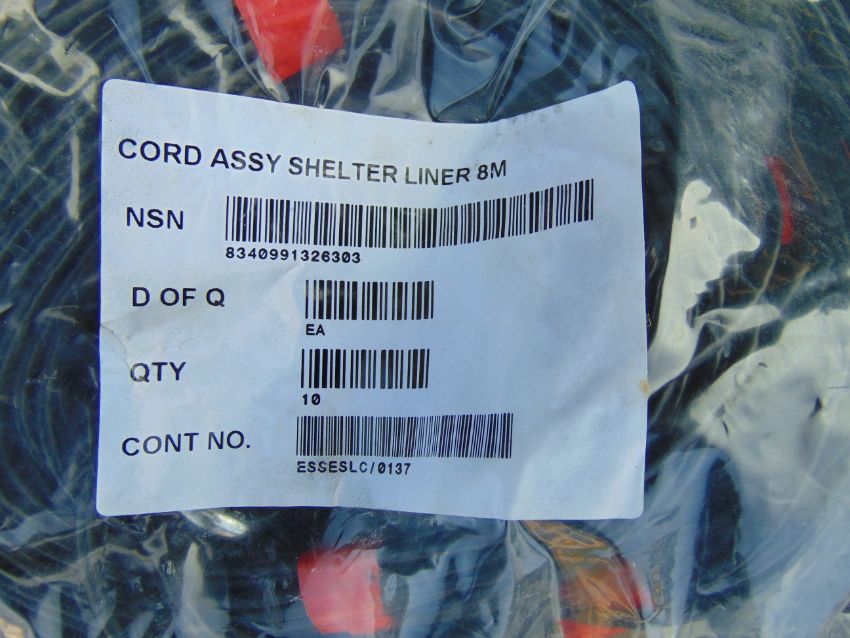 CORD ASSY SHELTER LINER 8M
NSN
8340991326303
D OF Q
EA
QTY
10
CONT NO.
ESSESLC/0137